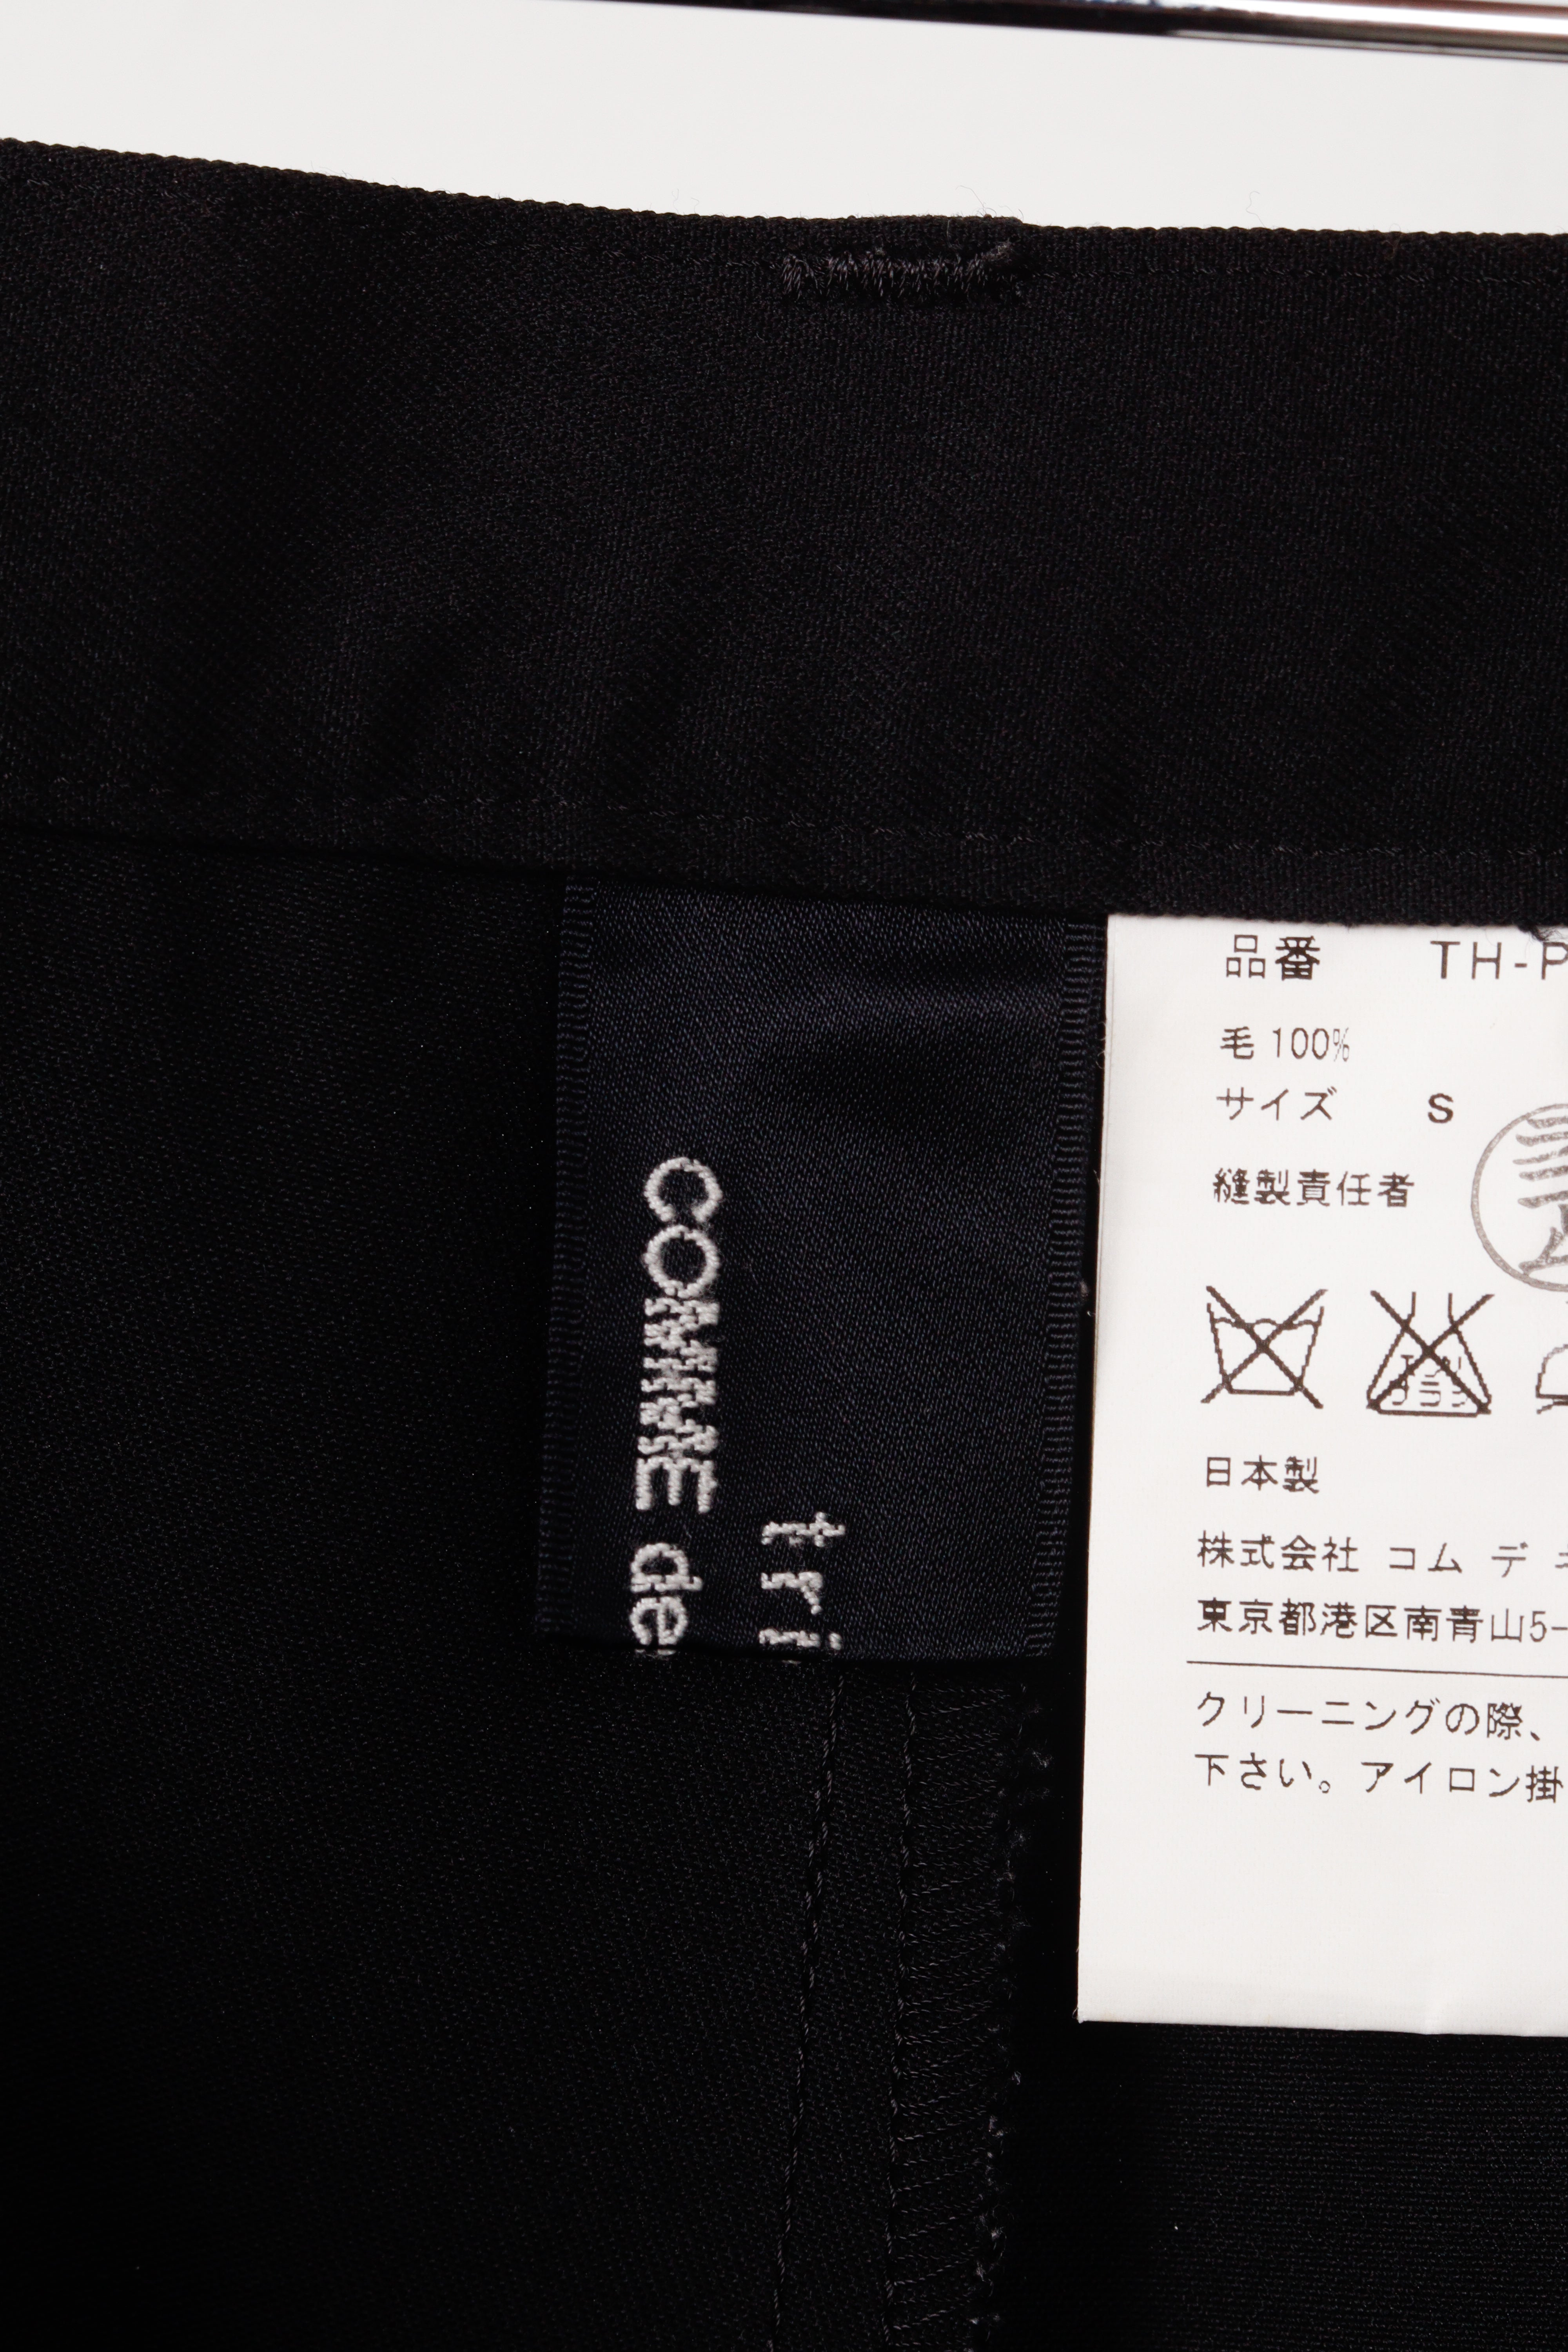 COMME de
tri
品番 TH-P
毛 100%
サイズ S
縫製責任者
日本製
株式会社 コム デ
東京都港区南青山5-
クリーニングの際、
下さい。アイロン掛